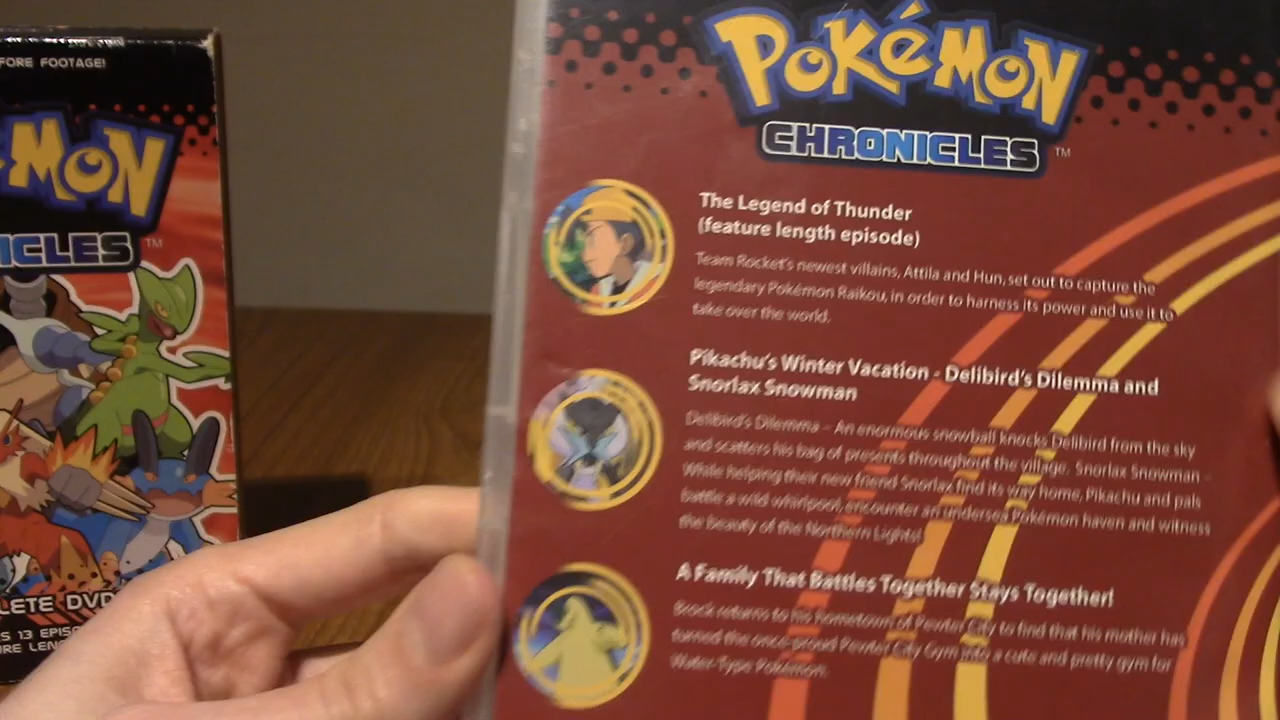 FORE FOOTAGE!
MON
ICLES™
LETE DVD
S 13 EPISO
RE LEN
POKéMON
CHRONICLES™
The Legend of Thunder
(feature length episode)
Team Rocket's newest villains, Attila and Hun, set out to capture the
legendary Pokémon Raikou, in order to harness its power and use it to
take over the world.
Pikachu's Winter Vacation - Delibird's Dilemma and
Snorlax Snowman
Delibird's Dilemma – An enormous snowball knocks Delibird from the sky
and scatters his bag of presents throughout the village. Snorlax Snowman -
While helping their new friend Snorlax find its way home, Pikachu and pals
battle a wild whirlpool, encounter an undersea Pokémon haven and witness
the beauty of the Northern Lights!
A Family That Battles Together Stays Together!
Brock returns to his hometown of Pewter City to find that his mother has
turned the once-proud Pewter City Gym into a cute and pretty gym for
Water-Type Pokémon.